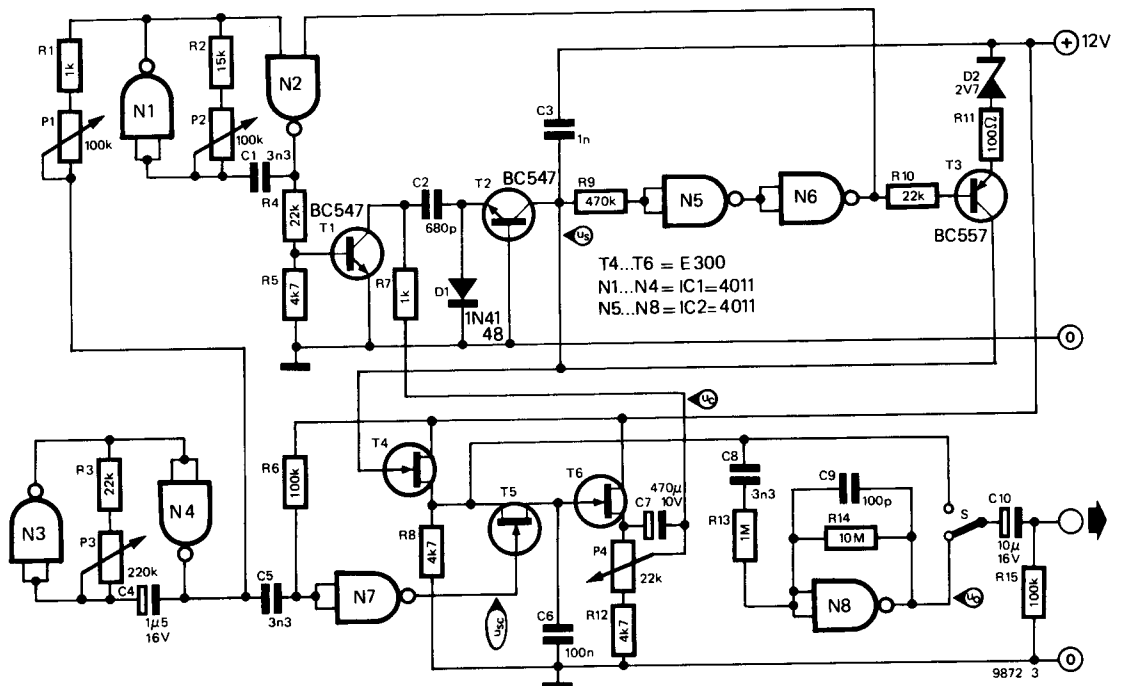 R1
1k
P1
100k
N1
R2
15k
P2
100k
N2
C1
3n3
R4
22k
R5
4k7
BC547
T1
C2
680p
R7
1k
D1
1N41
48
T2
BC547
C3
1n
R9
470k
us
N5
N6
R10
22k
D2
2V7
R11
100Ω
T3
BC557
+
12V
T4...T6 = E300
N1...N4 = IC1 = 4011
N5...N8 = IC2 = 4011
0
uc
N3
R3
22k
P3
220k
N4
C4
1µ5
16V
R6
100k
C5
3n3
N7
T4
R8
4k7
T5
usc
T6
C6
100n
C7
470µ
10V
P4
22k
R12
4k7
C8
3n3
R13
1M
C9
100p
R14
10M
N8
uo
S
C10
10µ
16V
R15
100k
0
9872 3